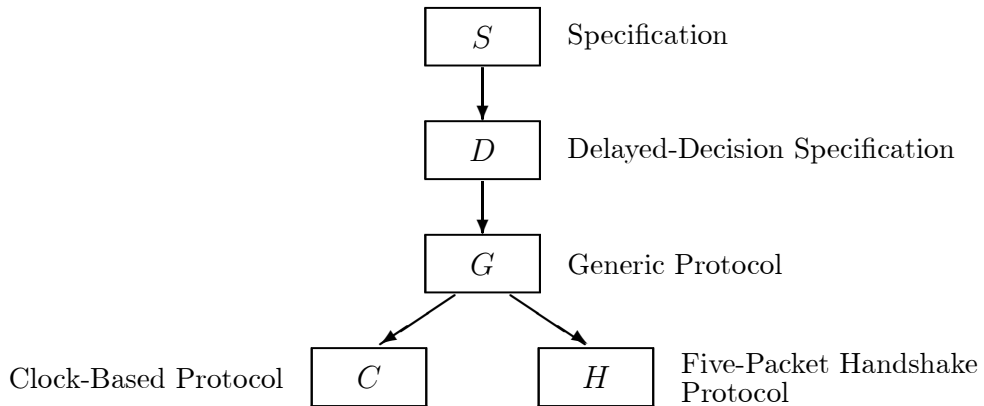 S Specification
D Delayed-Decision Specification
G Generic Protocol
Clock-Based Protocol C H Five-Packet Handshake
Protocol